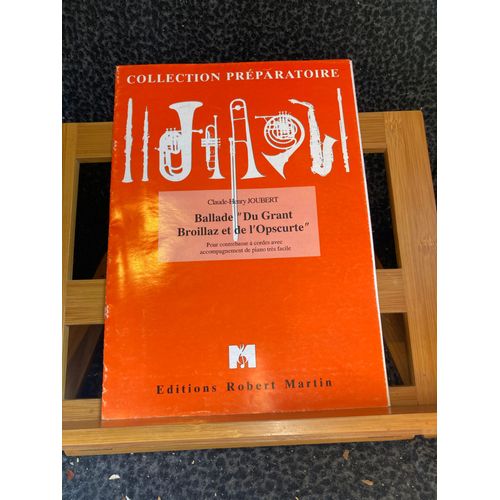 COLLECTION PRÉPARATOIRE
Claude-Henry JOUBERT
Ballade "Du Grant
Broillaz et de l'Opscurte"
Pour contrebasse à cordes avec
accompagnement de piano très facile
Editions Robert Martin